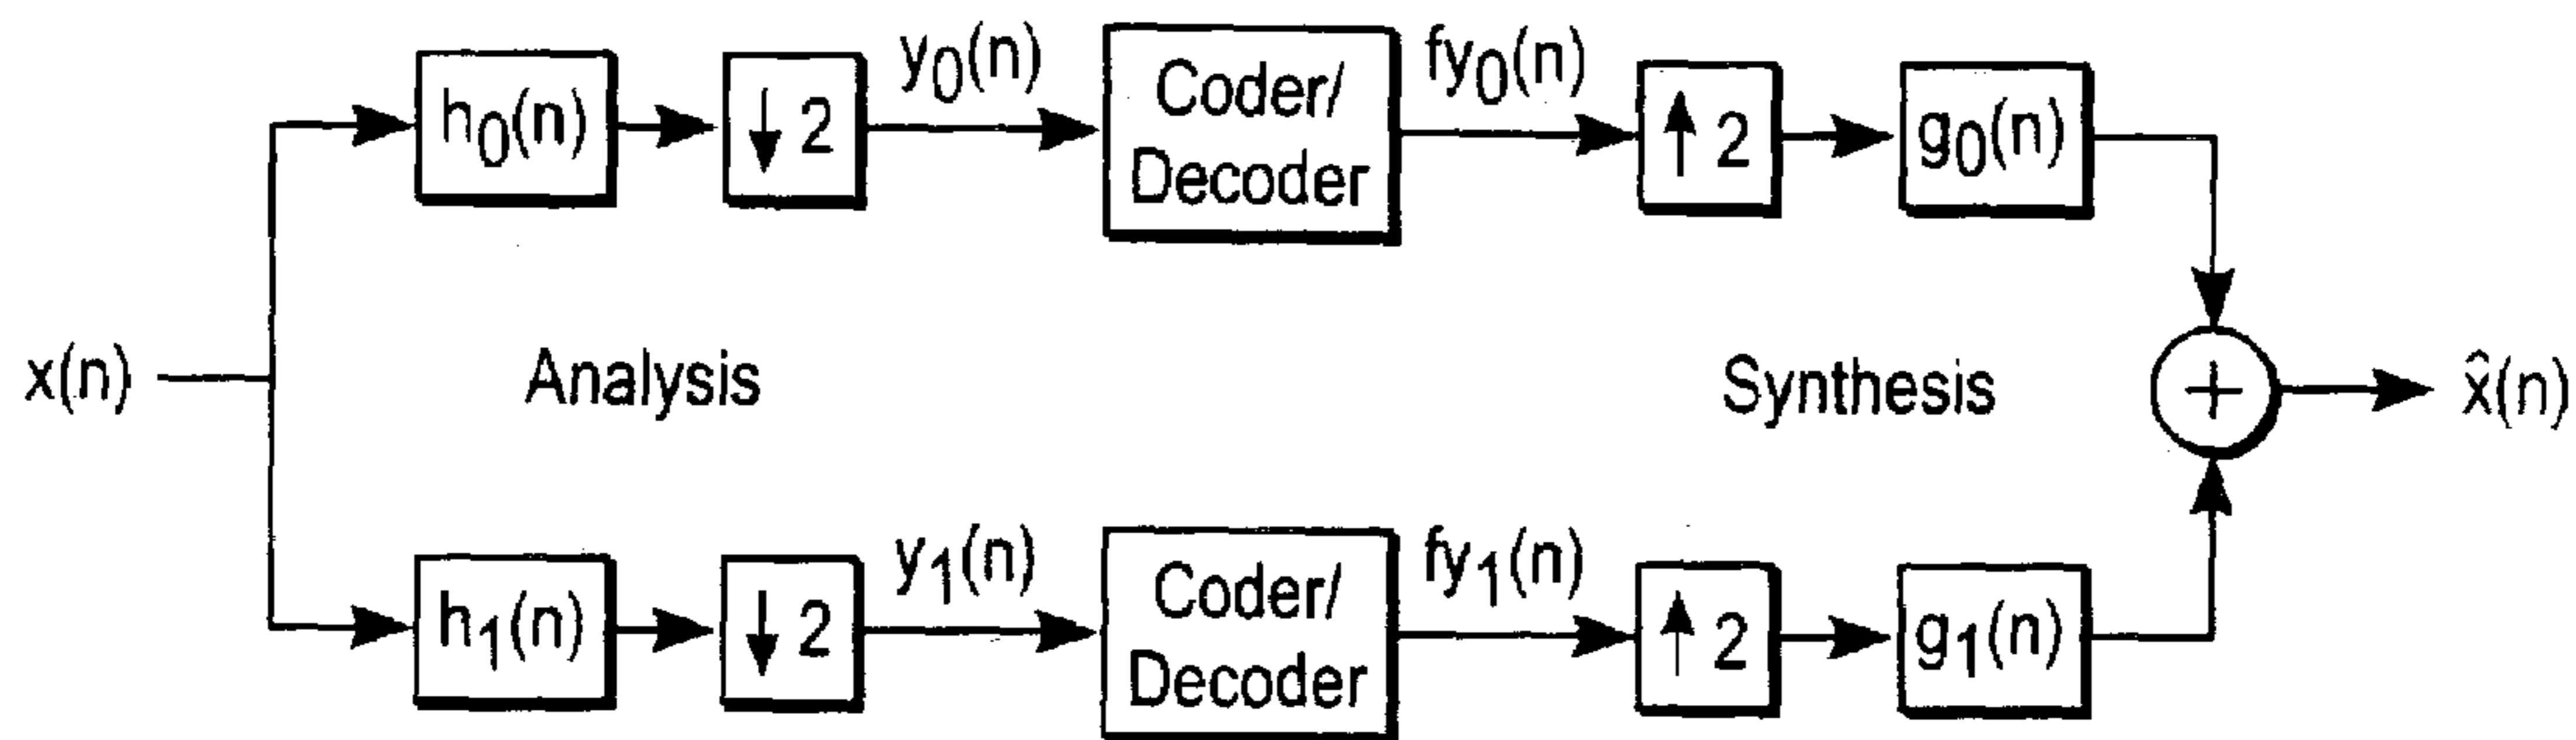 h₀(n)
↓ 2
y₀(n)
Coder/
Decoder
fy₀(n)
↑ 2
g₀(n)
x(n)
Analysis
Synthesis
+
x̂(n)
h₁(n)
↓ 2
y₁(n)
Coder/
Decoder
fy₁(n)
↑ 2
g₁(n)